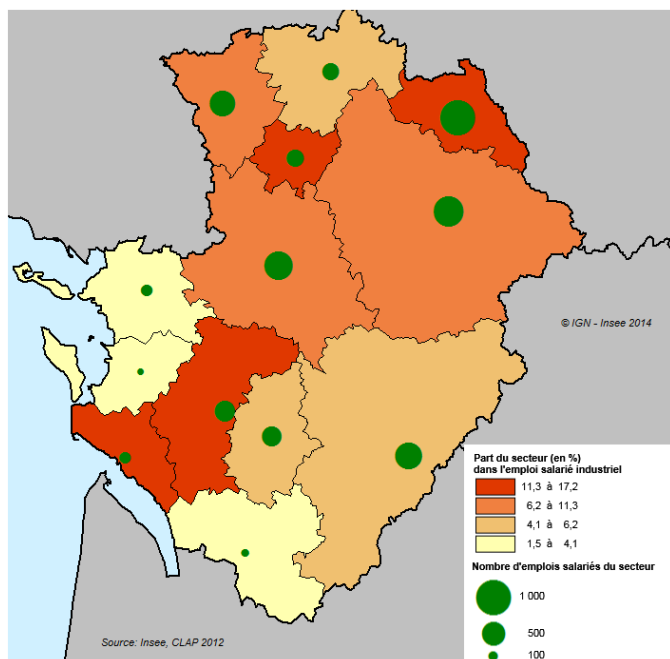 © IGN - Insee 2014
Part du secteur (en %)
dans l'emploi salarié industriel
11,3 à 17,2
6,2 à 11,3
4,1 à 6,2
1,5 à 4,1
Nombre d'emplois salariés du secteur
1 000
500
100
Source: Insee, CLAP 2012